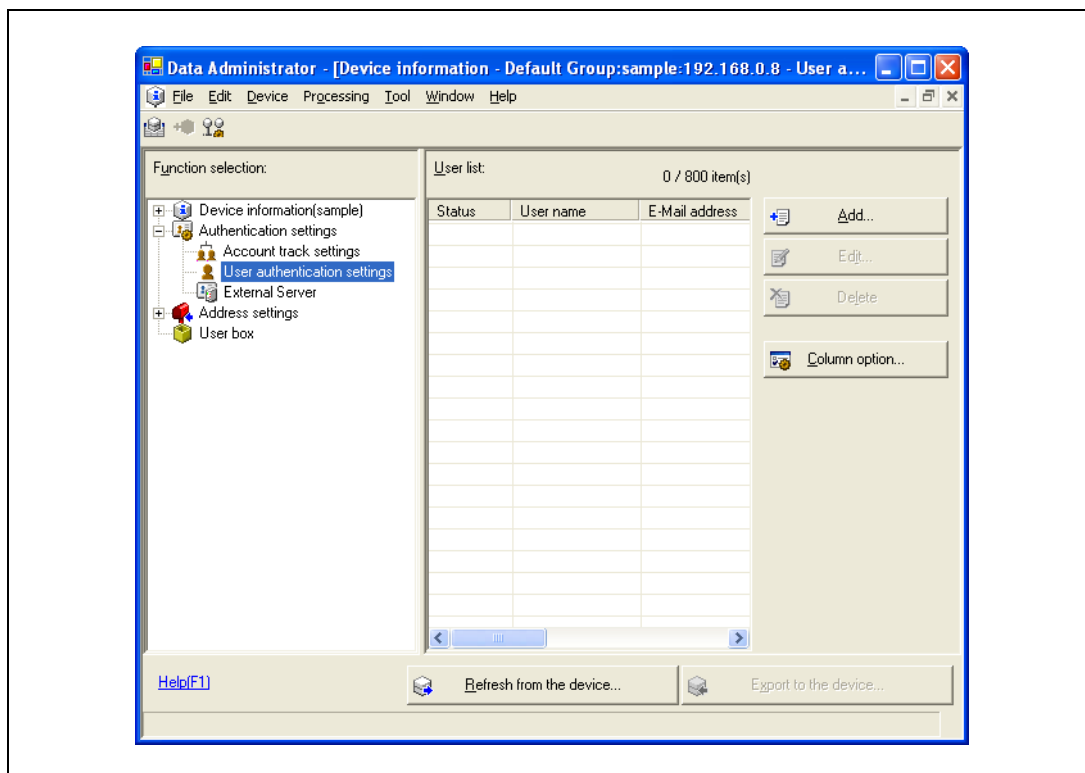 Data Administrator - [Device information - Default Group:sample:192.168.0.8 - User a...
File Edit Device Processing Tool Window Help
Function selection:
User list:
0 / 800 item(s)
Device information(sample)
Authentication settings
Account track settings
User authentication settings
External Server
Address settings
User box
Status User name E-Mail address
Add...
Edit...
Delete
Column option...
Help(F1)
Refresh from the device...
Export to the device...